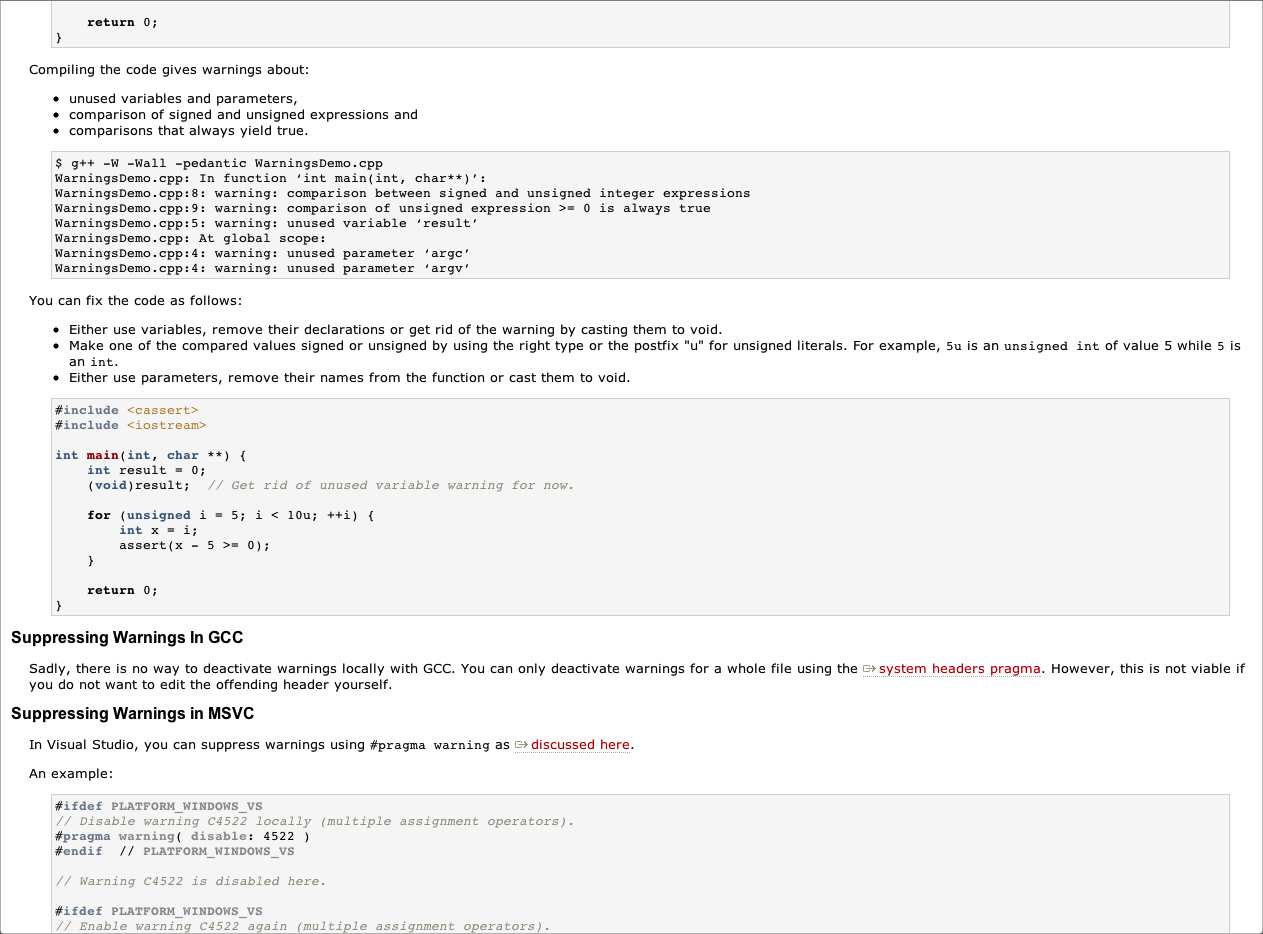 return 0;
}
Compiling the code gives warnings about:
• unused variables and parameters,
• comparison of signed and unsigned expressions and
• comparisons that always yield true.
$ g++ -W -Wall -pedantic WarningsDemo.cpp
WarningsDemo.cpp: In function ‘int main(int, char**)’:
WarningsDemo.cpp:8: warning: comparison between signed and unsigned integer expressions
WarningsDemo.cpp:9: warning: comparison of unsigned expression >= 0 is always true
WarningsDemo.cpp:5: warning: unused variable ‘result’
WarningsDemo.cpp: At global scope:
WarningsDemo.cpp:4: warning: unused parameter ‘argc’
WarningsDemo.cpp:4: warning: unused parameter ‘argv’
You can fix the code as follows:
• Either use variables, remove their declarations or get rid of the warning by casting them to void.
• Make one of the compared values signed or unsigned by using the right type or the postfix "u" for unsigned literals. For example, 5u is an unsigned int of value 5 while 5 is
an int.
• Either use parameters, remove their names from the function or cast them to void.
#include <cassert>
#include <iostream>
int main(int, char **) {
    int result = 0;
    (void)result;  // Get rid of unused variable warning for now.
    for (unsigned i = 5; i < 10u; ++i) {
        int x = i;
        assert(x - 5 >= 0);
    }
    return 0;
}
Suppressing Warnings In GCC
Sadly, there is no way to deactivate warnings locally with GCC. You can only deactivate warnings for a whole file using the system headers pragma. However, this is not viable if
you do not want to edit the offending header yourself.
Suppressing Warnings in MSVC
In Visual Studio, you can suppress warnings using #pragma warning as discussed here.
An example:
#ifdef PLATFORM_WINDOWS_VS
// Disable warning C4522 locally (multiple assignment operators).
#pragma warning( disable: 4522 )
#endif  // PLATFORM_WINDOWS_VS
// Warning C4522 is disabled here.
#ifdef PLATFORM_WINDOWS_VS
// Enable warning C4522 again (multiple assignment operators).